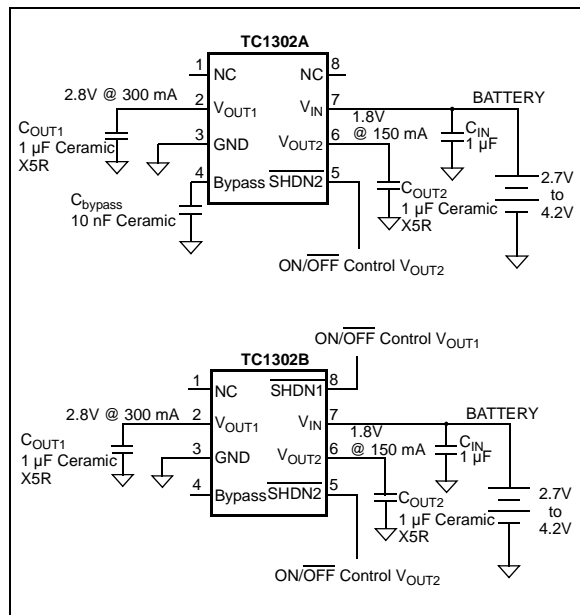 TC1302A
1
NC
NC
8
2.8V @ 300 mA
2
VOUT1
VIN
7
BATTERY
COUT1
1 µF Ceramic
X5R
3
GND
VOUT2
6
1.8V
@ 150 mA
CIN
1 µF
4
Bypass
SHDN2
5
Cbypass
10 nF Ceramic
COUT2
1 µF Ceramic
X5R
2.7V
to
4.2V
ON/OFF Control VOUT2
ON/OFF Control VOUT1
TC1302B
1
NC
SHDN1
8
2.8V @ 300 mA
2
VOUT1
VIN
7
BATTERY
COUT1
1 µF Ceramic
X5R
3
GND
VOUT2
6
1.8V
@ 150 mA
CIN
1 µF
4
Bypass
SHDN2
5
COUT2
1 µF Ceramic
X5R
2.7V
to
4.2V
ON/OFF Control VOUT2